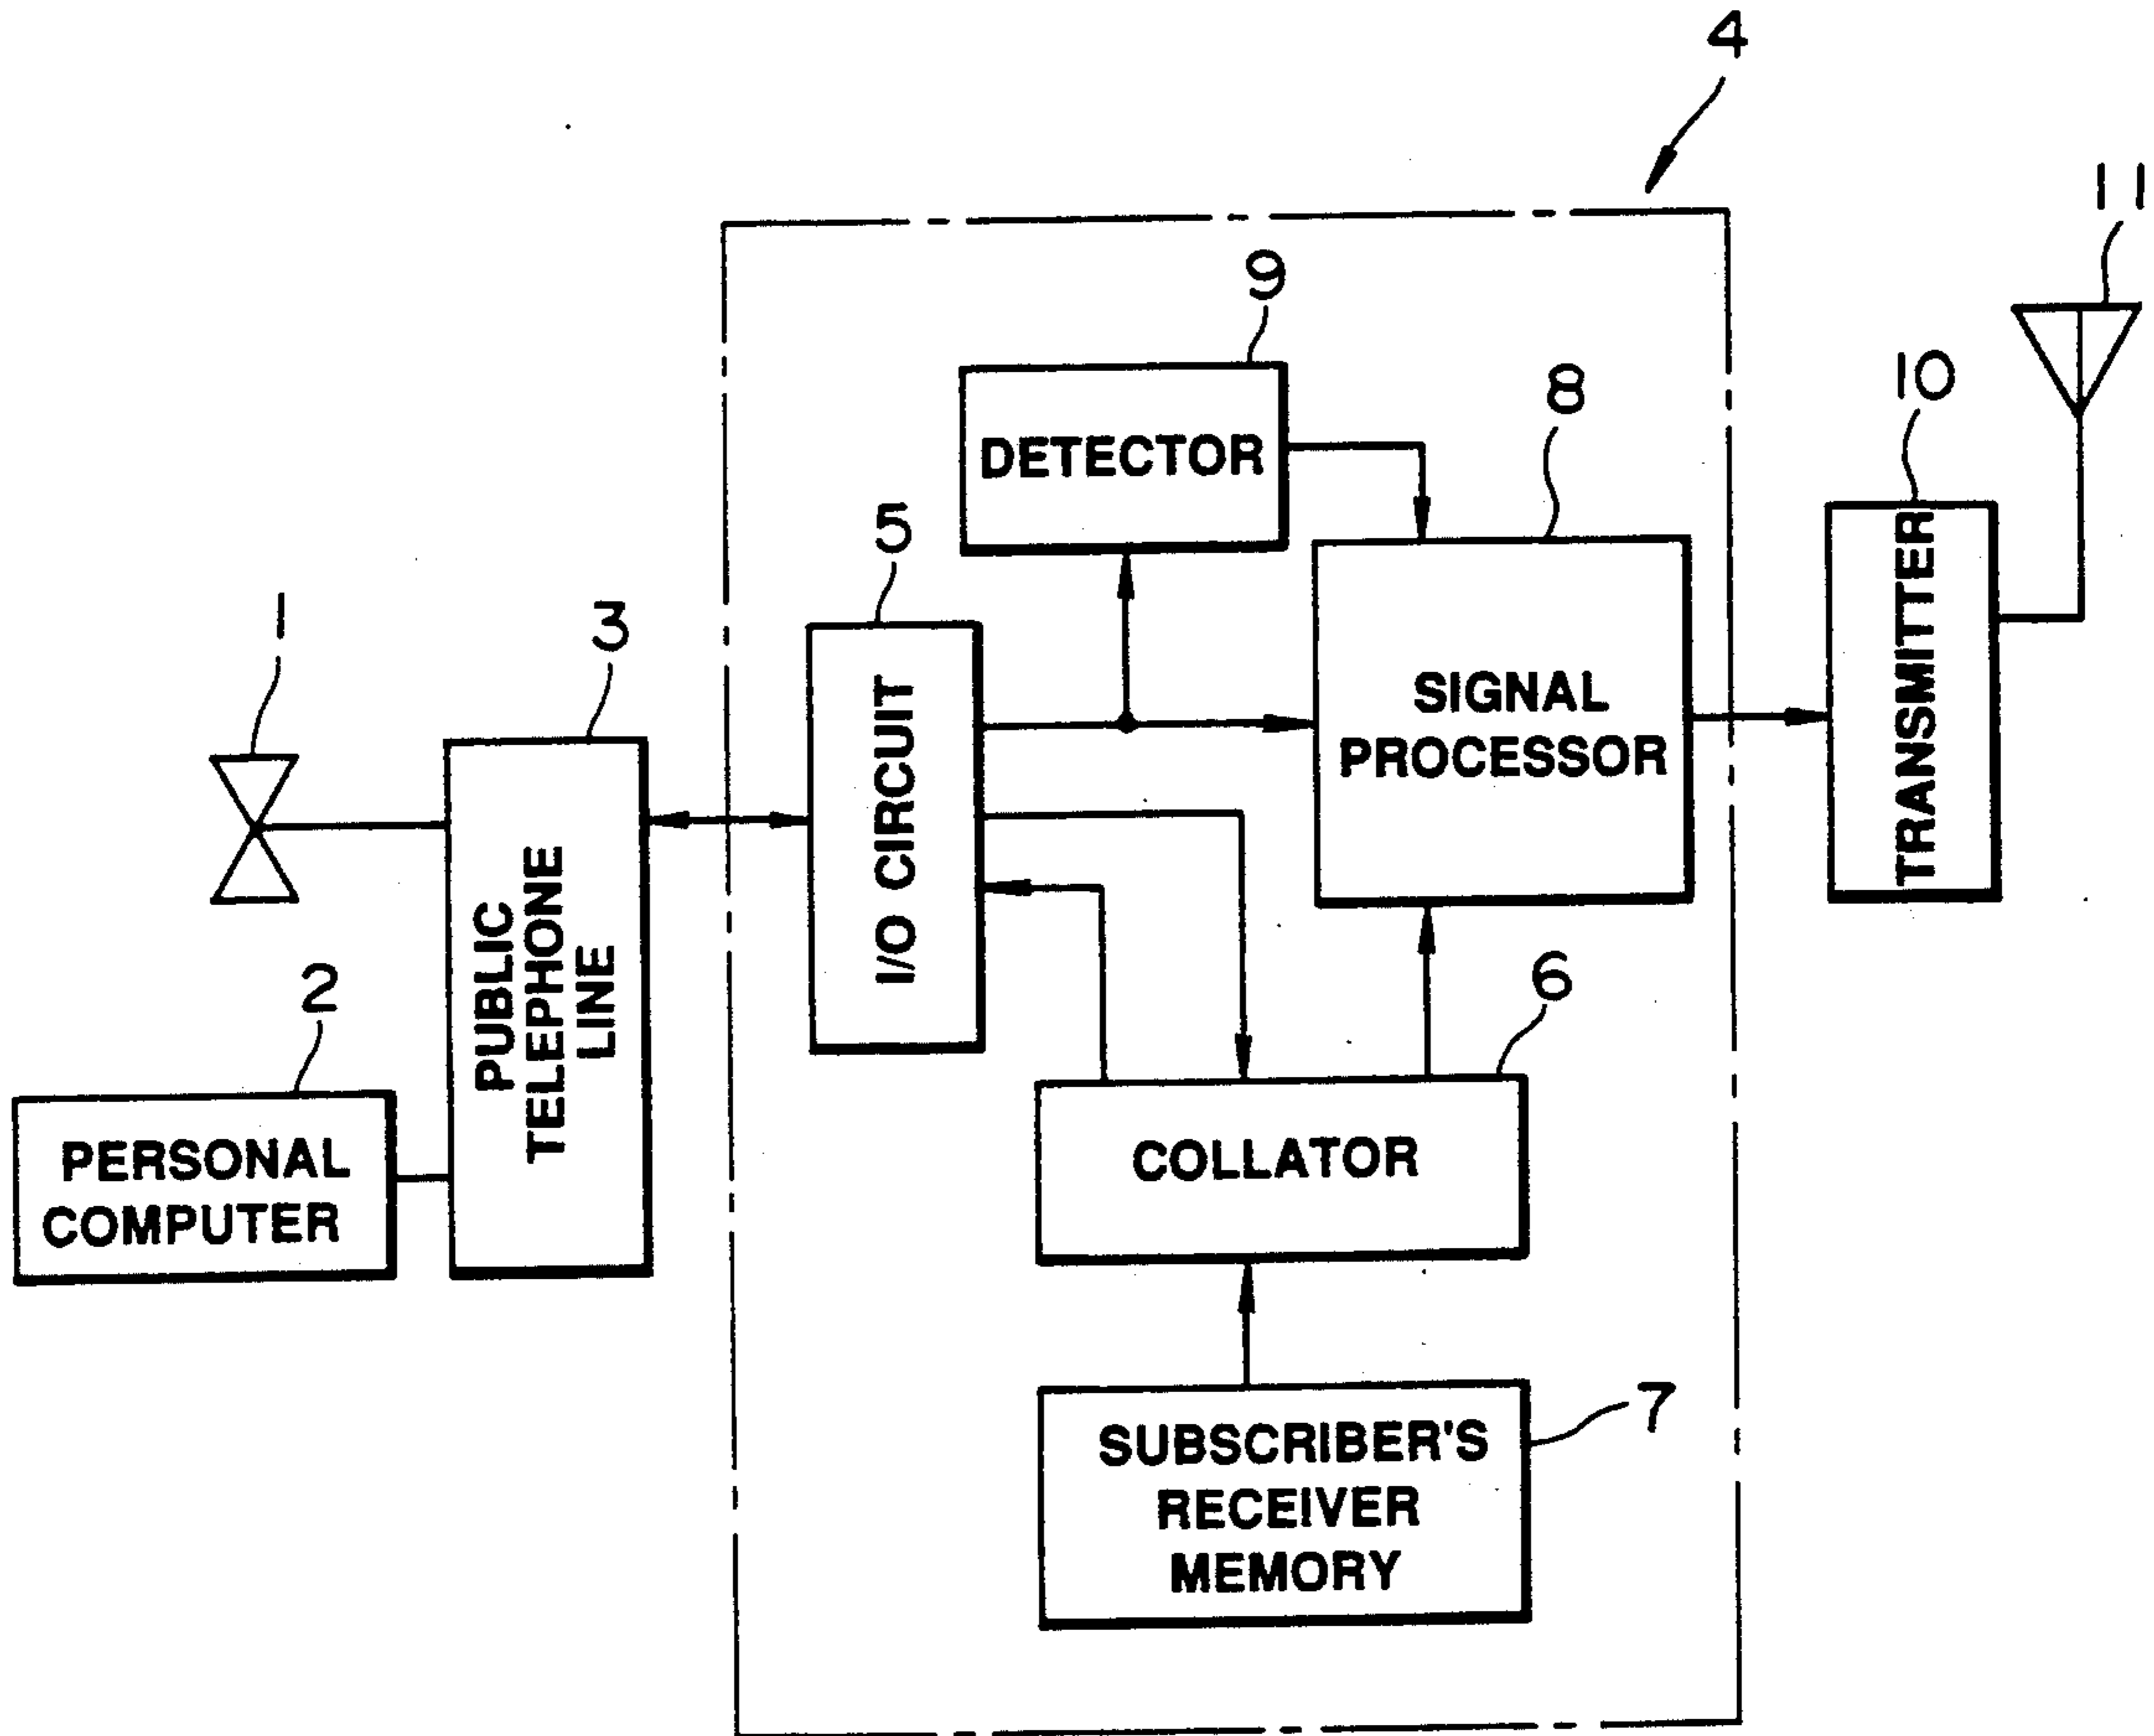 4
11
9
8
10
DETECTOR
5
1
3
SIGNAL
PROCESSOR
TRANSMITTER
I/O CIRCUIT
PUBLIC
TELEPHONE
LINE
2
6
PERSONAL
COMPUTER
COLLATOR
7
SUBSCRIBER'S
RECEIVER
MEMORY